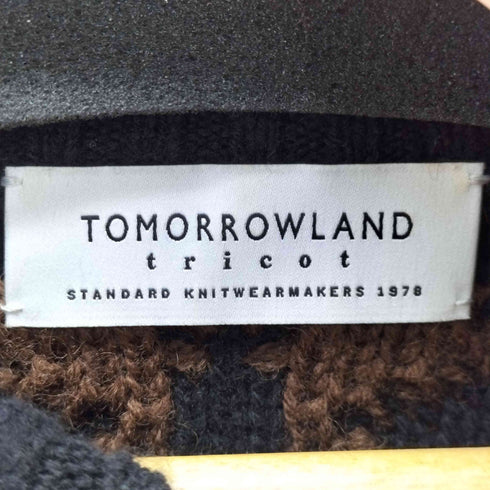 TOMORROWLAND
tricot
STANDARD KNITWEARMAKERS 1978